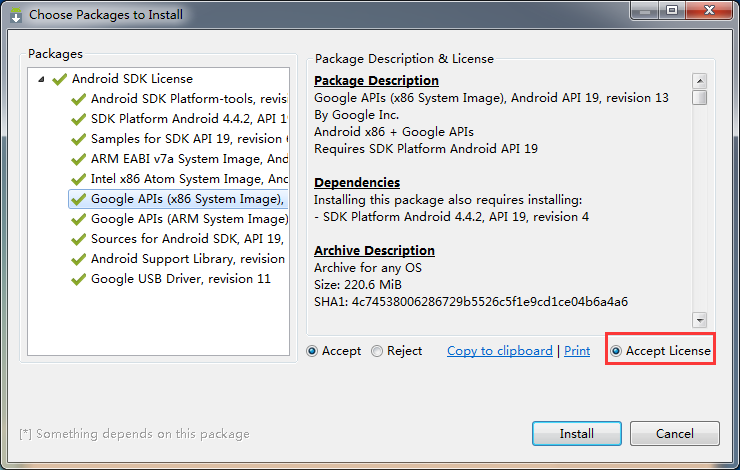 Choose Packages to Install
Packages
Android SDK License
Android SDK Platform-tools, revis
SDK Platform Android 4.4.2, API 19
Samples for SDK API 19, revision 6
ARM EABI v7a System Image, And
Intel x86 Atom System Image, And
Google APIs (x86 System Image),
Google APIs (ARM System Image)
Sources for Android SDK, API 19,
Android Support Library, revision
Google USB Driver, revision 11
Package Description & License
Package Description
Google APIs (x86 System Image), Android API 19, revision 13
By Google Inc.
Android x86 + Google APIs
Requires SDK Platform Android API 19
Dependencies
Installing this package also requires installing:
- SDK Platform Android 4.4.2, API 19, revision 4
Archive Description
Archive for any OS
Size: 220.6 MiB
SHA1: 4c74538006286729b5526c5f1e9cd1ce04b6a4a6
Accept Reject Copy to clipboard | Print Accept License
[*] Something depends on this package
Install Cancel